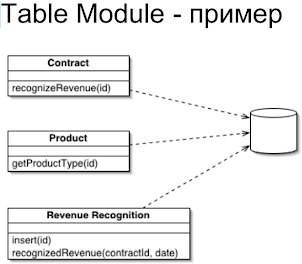 Table Module - пример
Contract
recognizeRevenue(id)
Product
getProductType(id)
Revenue Recognition
insert(id)
recognizedRevenue(contractId, date)